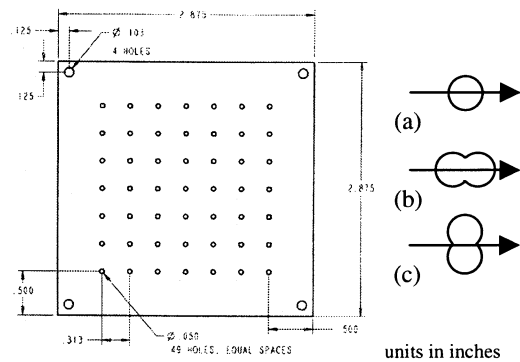 2.875
.125
Ø .103
4 HOLES
.125
(a)
(b)
2.875
(c)
.500
.313
Ø .050
49 HOLES, EQUAL SPACES
.500
units in inches